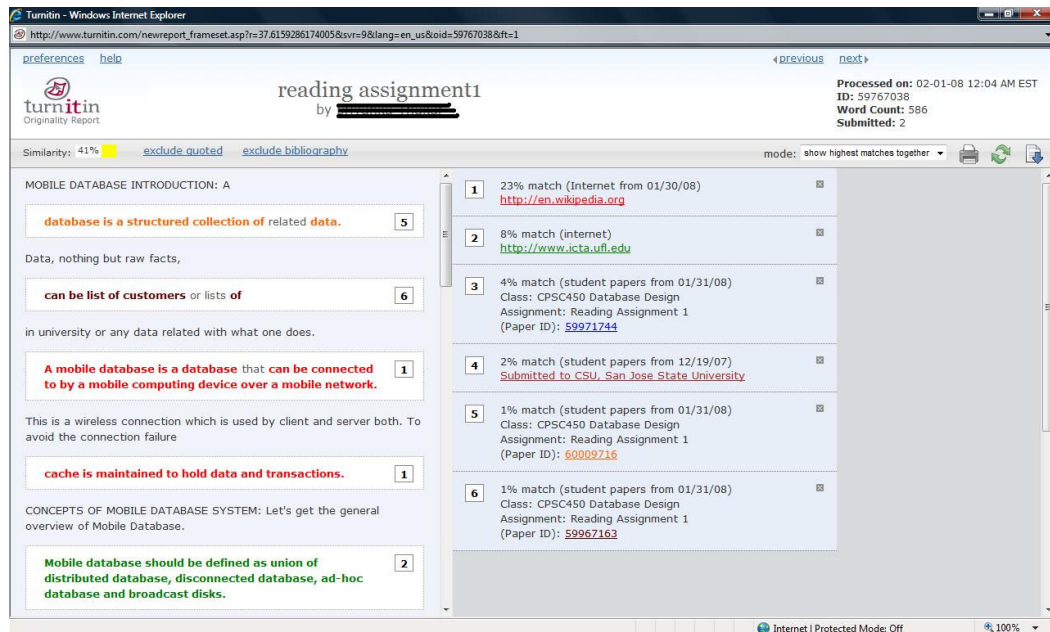 Turnitin - Windows Internet Explorer
http://www.turnitin.com/newreport_frameset.asp?r=37.6159286174005&svr=9&lang=en_us&oid=59767038&ft=1
preferences help
previous next
turnitin
Originality Report
reading assignment1
by
Processed on: 02-01-08 12:04 AM EST
ID: 59767038
Word Count: 586
Submitted: 2
Similarity: 41% exclude quoted exclude bibliography
mode: show highest matches together
MOBILE DATABASE INTRODUCTION: A
database is a structured collection of related data. 5
Data, nothing but raw facts,
can be list of customers or lists of 6
in university or any data related with what one does.
A mobile database is a database that can be connected 1
to by a mobile computing device over a mobile network.
This is a wireless connection which is used by client and server both. To
avoid the connection failure
cache is maintained to hold data and transactions. 1
CONCEPTS OF MOBILE DATABASE SYSTEM: Let's get the general
overview of Mobile Database.
Mobile database should be defined as union of 2
distributed database, disconnected database, ad-hoc
database and broadcast disks.
1 23% match (Internet from 01/30/08)
http://en.wikipedia.org
2 8% match (internet)
http://www.icta.ufl.edu
3 4% match (student papers from 01/31/08)
Class: CPSC450 Database Design
Assignment: Reading Assignment 1
(Paper ID): 59971744
4 2% match (student papers from 12/19/07)
Submitted to CSU, San Jose State University
5 1% match (student papers from 01/31/08)
Class: CPSC450 Database Design
Assignment: Reading Assignment 1
(Paper ID): 60009716
6 1% match (student papers from 01/31/08)
Class: CPSC450 Database Design
Assignment: Reading Assignment 1
(Paper ID): 59967163
Internet | Protected Mode: Off 100%